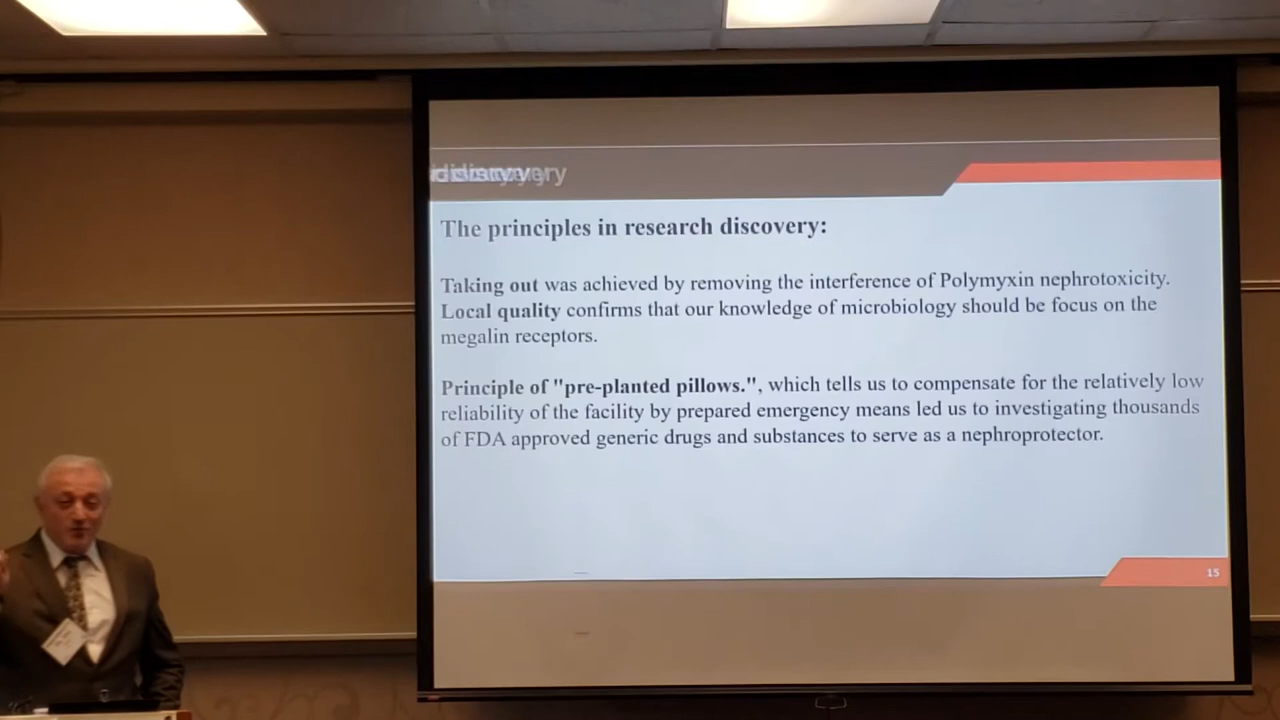 The principles in research discovery:
Taking out was achieved by removing the interference of Polymyxin nephrotoxicity.
Local quality confirms that our knowledge of microbiology should be focus on the
megalin receptors.
Principle of "pre-planted pillows.", which tells us to compensate for the relatively low
reliability of the facility by prepared emergency means led us to investigating thousands
of FDA approved generic drugs and substances to serve as a nephroprotector.
15